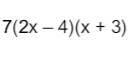 7(2x – 4)(x + 3)